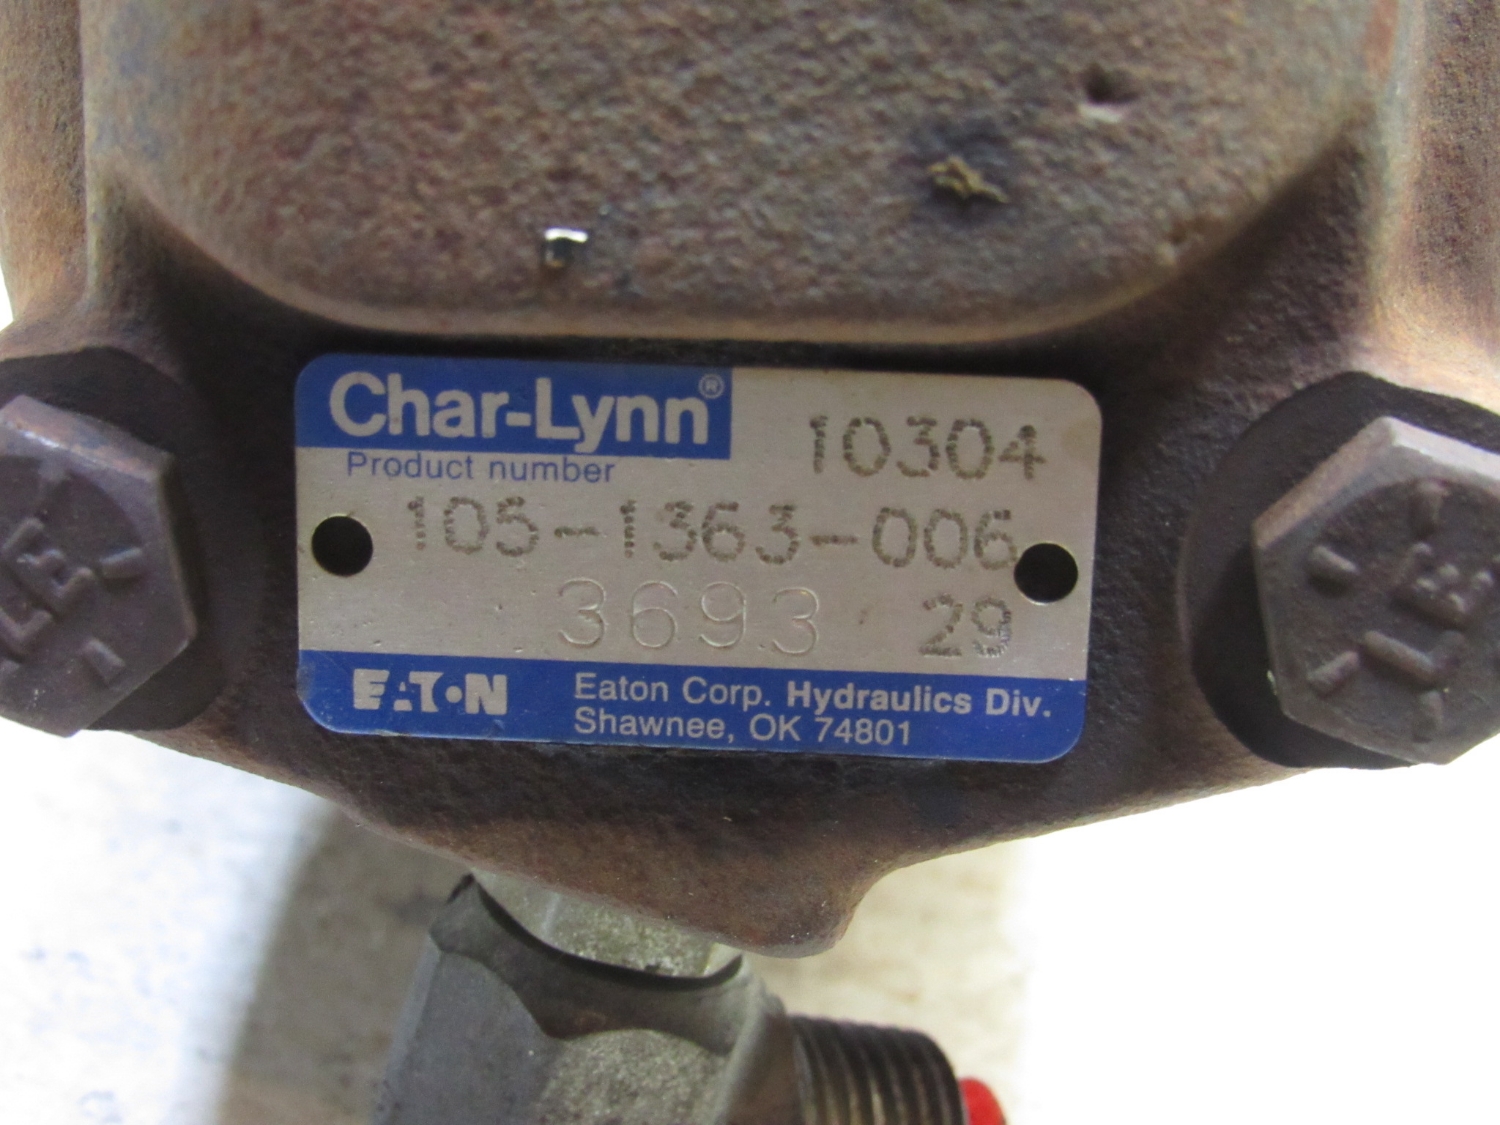 Char-Lynn®
10304
Product number
105-1363-006
3693 29
EATON
Eaton Corp. Hydraulics Div.
Shawnee, OK 74801